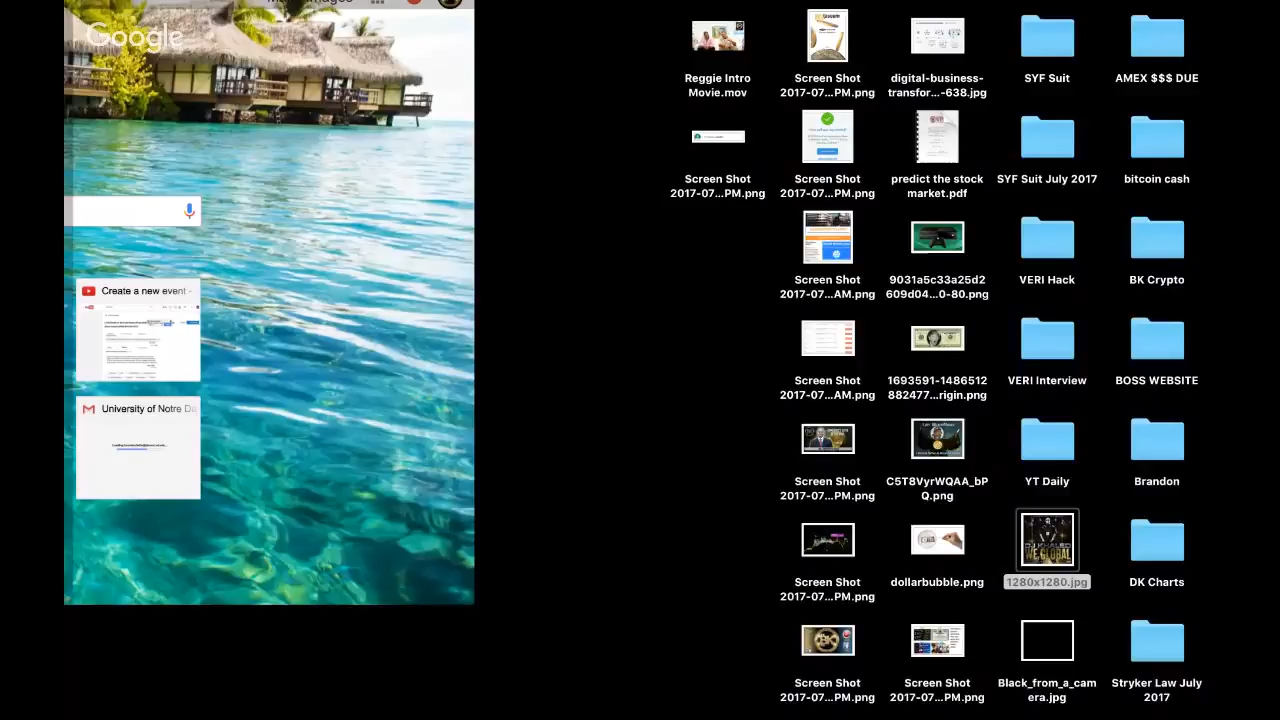 Google
Create a new event -
University of Notre Da
Reggie Intro
Movie.mov
Screen Shot
2017-07...PM.png
digital-business-
transfor...-638.jpg
SYF Suit
AMEX $$$ DUE
Screen Shot
2017-07...PM.png
Screen Shot
2017-07...PM.png
predict the stock
market.pdf
SYF Suit July 2017
bitcoin cash
Screen Shot
2017-07...AM.png
9031a5c33a25d2
609d04...0-80.png
VERI Hack
BK Crypto
Screen Shot
2017-07...AM.png
1693591-1486512
882477...rigin.png
VERI Interview
BOSS WEBSITE
Screen Shot
2017-07...PM.png
C5T8VyrWQAA_bP
Q.png
YT Daily
Brandon
Screen Shot
2017-07...PM.png
dollarbubble.png
DJ KHALED
WE GLOBAL
1280x1280.jpg
DK Charts
Screen Shot
2017-07...PM.png
Screen Shot
2017-07...PM.png
Black_from_a_cam
era.jpg
Stryker Law July
2017